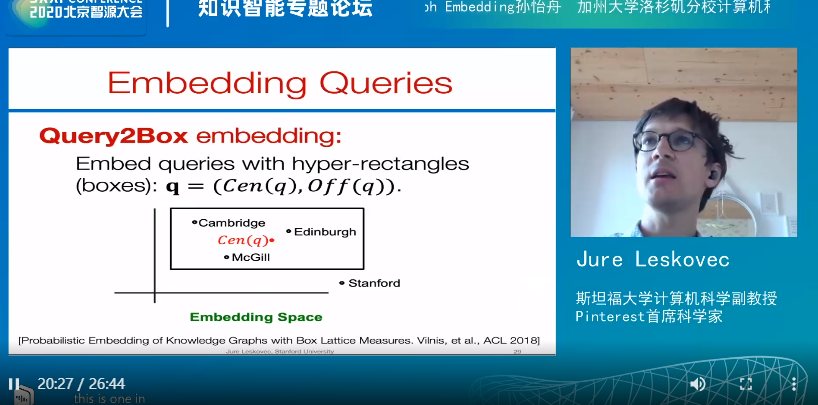 2020北京智源大会
知识智能专题论坛
ph Embedding孙怡舟 加州大学洛杉矶分校计算机科
Embedding Queries
Query2Box embedding:
Embed queries with hyper-rectangles
(boxes): q = (Cen(q), Off(q)).
Cambridge
Cen(q)
Edinburgh
McGill
Stanford
Embedding Space
[Probabilistic Embedding of Knowledge Graphs with Box Lattice Measures. Vilnis, et al., ACL 2018]
Jure Leskovec, Stanford University
29
Jure Leskovec
斯坦福大学计算机科学副教授
Pinterest首席科学家
20:27 / 26:44
this is one in